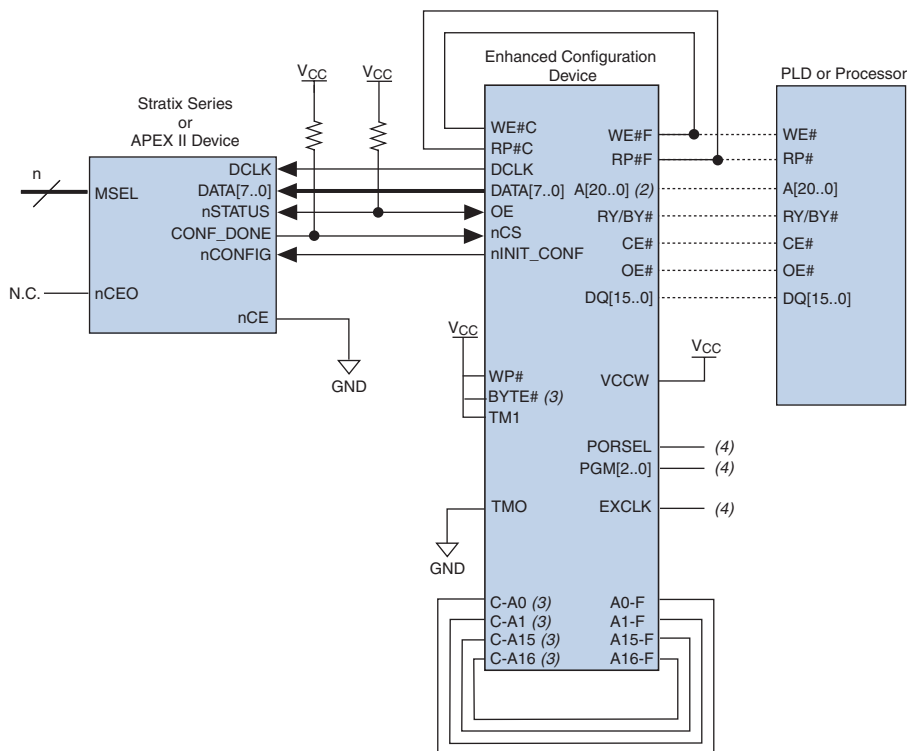 Enhanced Configuration
Device
PLD or Processor
Stratix Series
or
APEX II Device
VCC
VCC
n
MSEL
N.C.
nCEO
DCLK
DATA[7..0]
nSTATUS
CONF_DONE
nCONFIG
nCE
GND
WE#C
RP#C
DCLK
DATA[7..0]
OE
nCS
nINIT_CONF
VCC
WP#
BYTE# (3)
TM1
TMO
GND
C-A0 (3)
C-A1 (3)
C-A15 (3)
C-A16 (3)
WE#F
RP#F
A[20..0] (2)
RY/BY#
CE#
OE#
DQ[15..0]
VCC
VCCW
PORSEL (4)
PGM[2..0] (4)
EXCLK (4)
A0-F
A1-F
A15-F
A16-F
WE#
RP#
A[20..0]
RY/BY#
CE#
OE#
DQ[15..0]